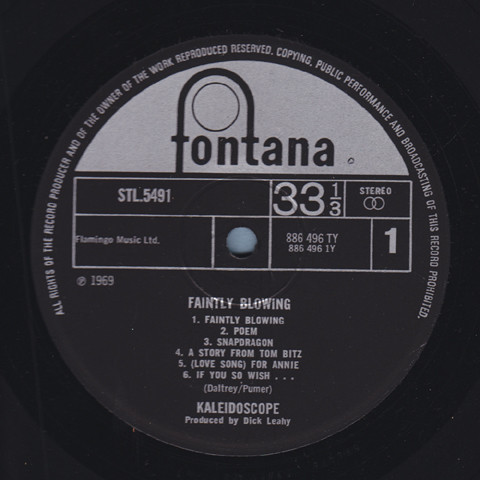 ALL RIGHTS OF THE RECORD PRODUCER AND OF THE OWNER OF THE WORK REPRODUCED RESERVED. COPYING, PUBLIC PERFORMANCE AND BROADCASTING OF THIS RECORD PROHIBITED.
fontana
STL.5491
33 1/3
STEREO
Flamingo Music Ltd.
886 496 TY
886 496 1Y
1
℗ 1969
FAINTLY BLOWING
1. FAINTLY BLOWING
2. POEM
3. SNAPDRAGON
4. A STORY FROM TOM BITZ
5. (LOVE SONG) FOR ANNIE
6. IF YOU SO WISH . . .
(Daltrey/Pumer)
KALEIDOSCOPE
Produced by Dick Leahy